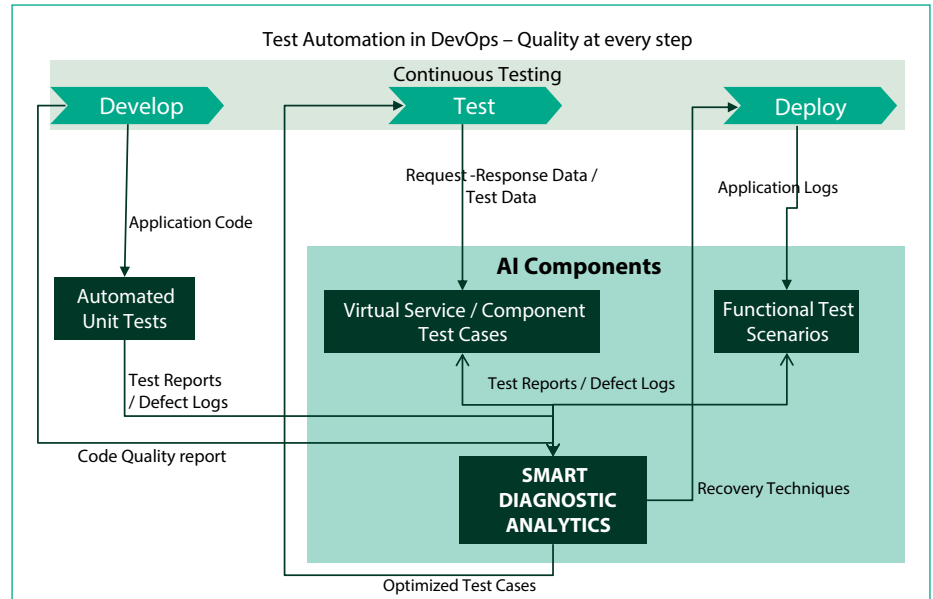 Test Automation in DevOps – Quality at every step
Continuous Testing
Develop
Test
Deploy
Request -Response Data /
Test Data
Application Logs
Application Code
AI Components
Automated
Unit Tests
Virtual Service / Component
Test Cases
Functional Test
Scenarios
Test Reports
/ Defect Logs
Test Reports / Defect Logs
Code Quality report
SMART
DIAGNOSTIC
ANALYTICS
Recovery Techniques
Optimized Test Cases